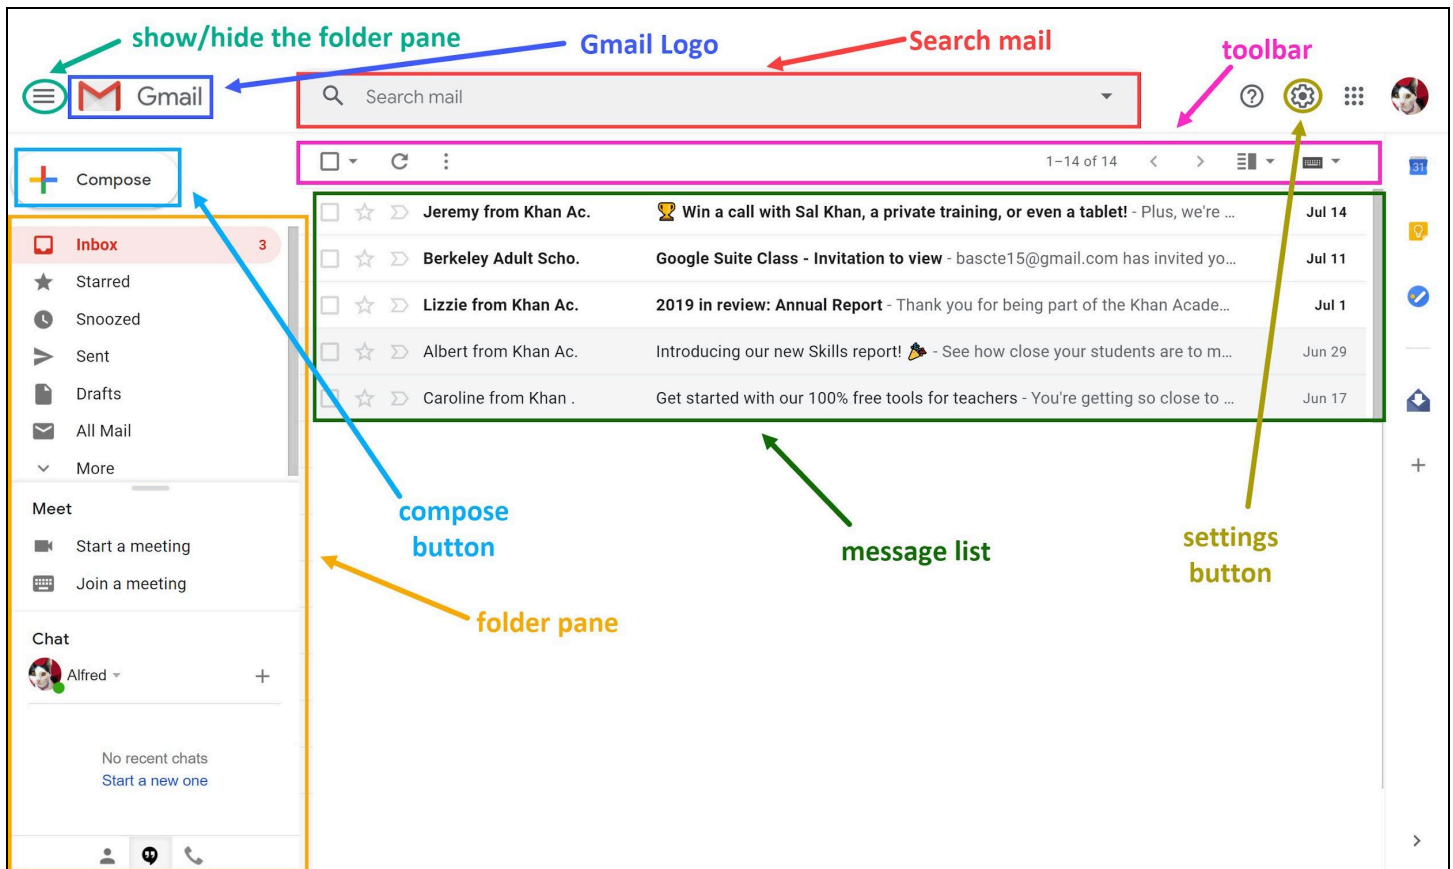 show/hide the folder pane
Gmail Logo
Search mail
toolbar
Gmail
Search mail
Compose
1–14 of 14
31
Jeremy from Khan Ac. 🏆 Win a call with Sal Khan, a private training, or even a tablet! - Plus, we're ... Jul 14
Inbox 3
Berkeley Adult Scho. Google Suite Class - Invitation to view - bascte15@gmail.com has invited yo... Jul 11
Starred
Lizzie from Khan Ac. 2019 in review: Annual Report - Thank you for being part of the Khan Acade... Jul 1
Snoozed
Albert from Khan Ac. Introducing our new Skills report! 🎉 - See how close your students are to m... Jun 29
Sent
Drafts
Caroline from Khan . Get started with our 100% free tools for teachers - You're getting so close to ... Jun 17
All Mail
More
Meet
Start a meeting
Join a meeting
compose
button
message list
settings
button
folder pane
Chat
Alfred
No recent chats
Start a new one